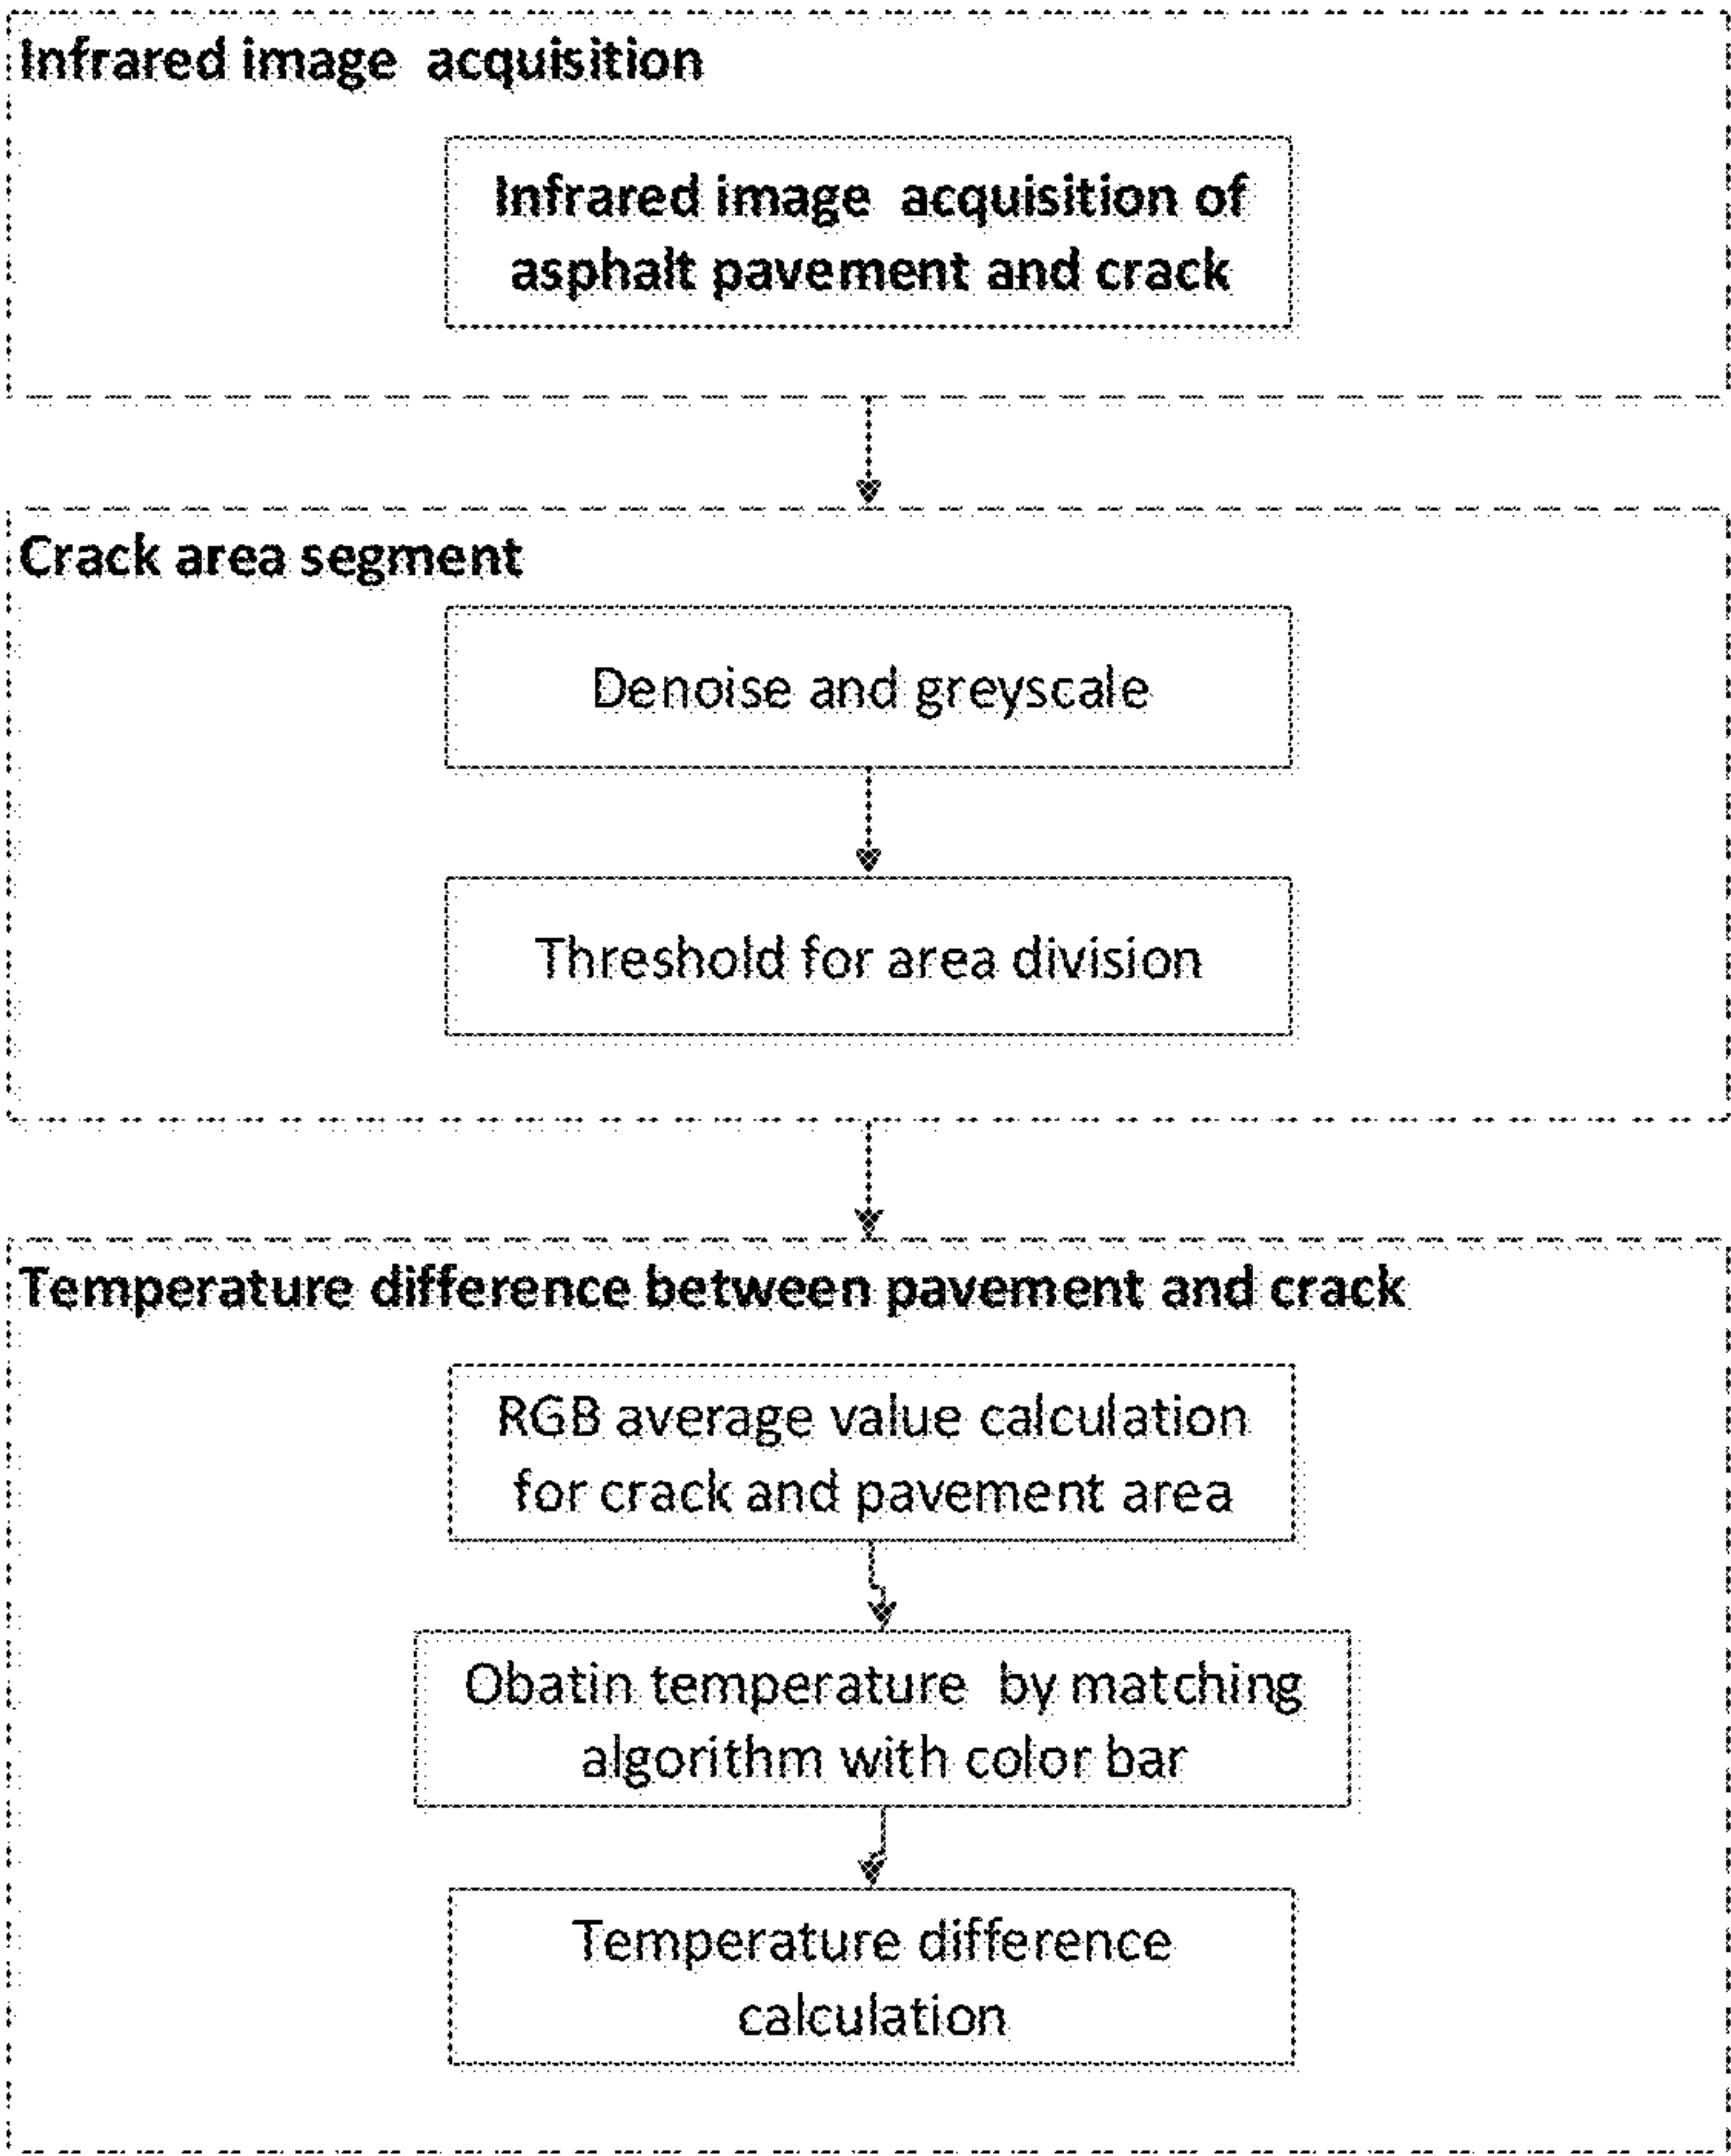 Infrared image acquisition
Infrared image acquisition of
asphalt pavement and crack
Crack area segment
Denoise and greyscale
Threshold for area division
Temperature difference between pavement and crack
RGB average value calculation
for crack and pavement area
Obatin temperature by matching
algorithm with color bar
Temperature difference
calculation